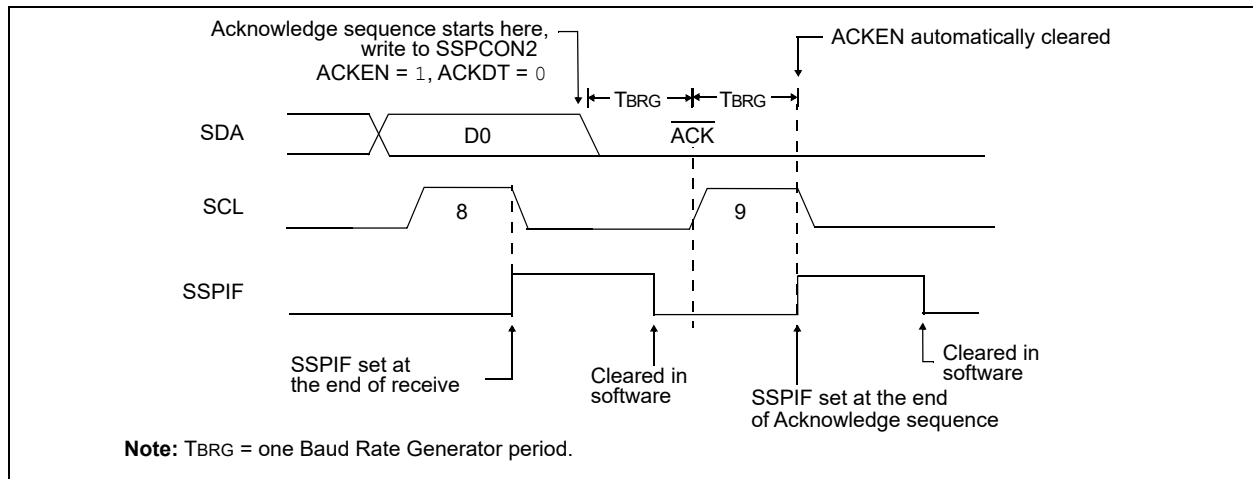 Acknowledge sequence starts here,
write to SSPCON2
ACKEN = 1, ACKDT = 0
ACKEN automatically cleared
TBRG
TBRG
SDA
D0
ACK
SCL
8
9
SSPIF
SSPIF set at
the end of receive
Cleared in
software
SSPIF set at the end
of Acknowledge sequence
Cleared in
software
Note: TBRG = one Baud Rate Generator period.